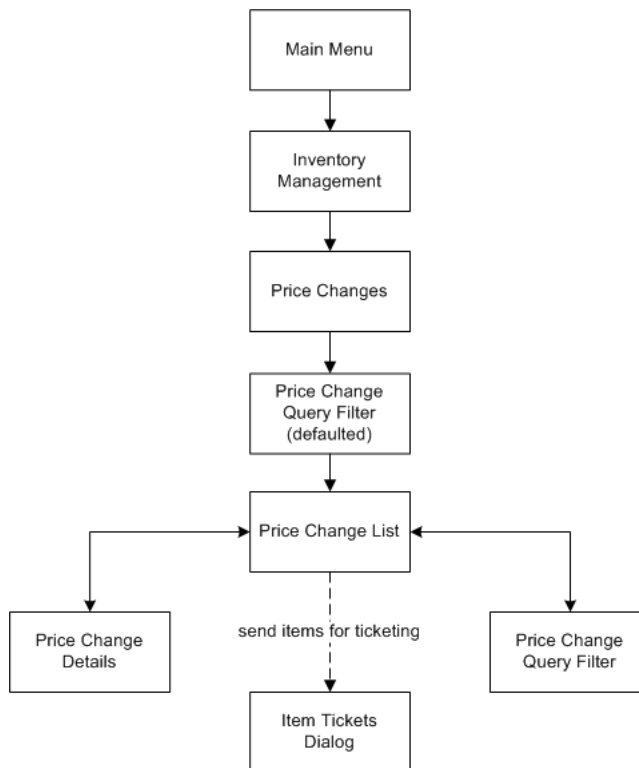 Main Menu
Inventory
Management
Price Changes
Price Change
Query Filter
(defaulted)
Price Change List
send items for ticketing
Price Change
Details
Price Change
Query Filter
Item Tickets
Dialog